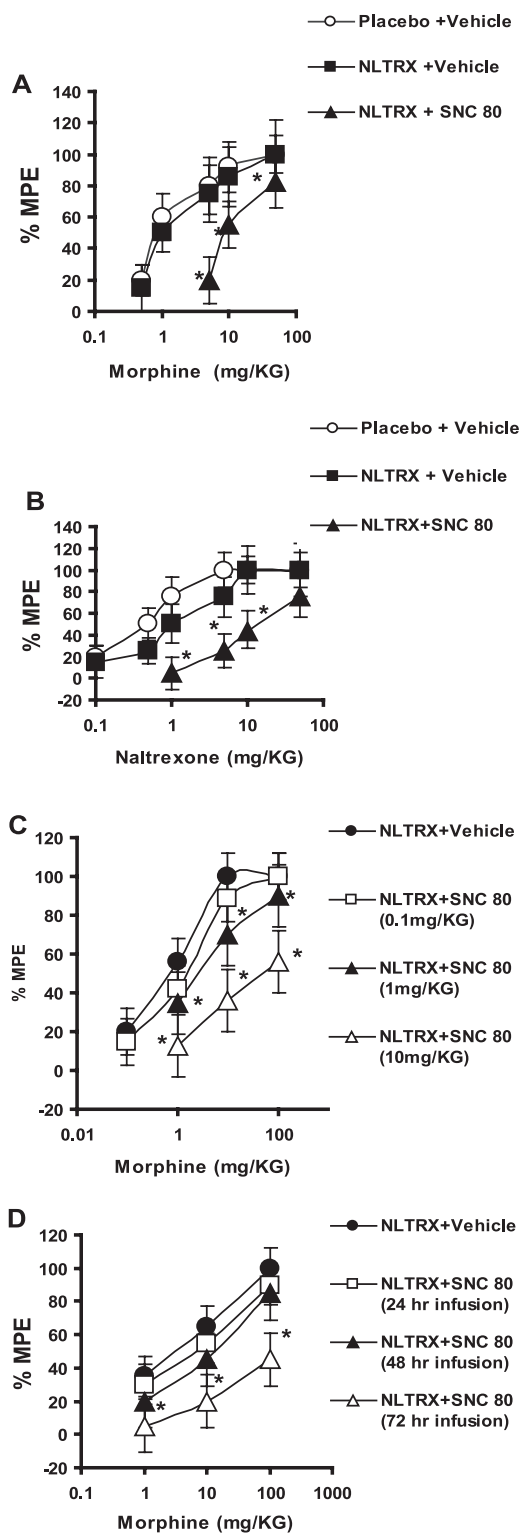 Placebo +Vehicle
NLTRX +Vehicle
NLTRX + SNC 80
A
140
120
100
80
60
40
20
0
% MPE
*
*
*
0.1 1 10 100
Morphine (mg/KG)
Placebo + Vehicle
NLTRX + Vehicle
NLTRX+SNC 80
B
140
120
100
80
60
40
20
0
-20
% MPE
*
*
*
0.1 1 10 100
Naltrexone (mg/KG)
C
NLTRX+Vehicle
NLTRX+SNC 80
(0.1mg/KG)
NLTRX+SNC 80
(1mg/KG)
NLTRX+SNC 80
(10mg/KG)
120
100
80
60
40
20
0
-20
% MPE
*
*
*
*
*
*
0.01 1 100
Morphine (mg/KG)
D
NLTRX+Vehicle
NLTRX+SNC 80
(24 hr infusion)
NLTRX+SNC 80
(48 hr infusion)
NLTRX+SNC 80
(72 hr infusion)
120
100
80
60
40
20
0
-20
% MPE
*
*
*
0.1 1 10 100 1000
Morphine (mg/KG)